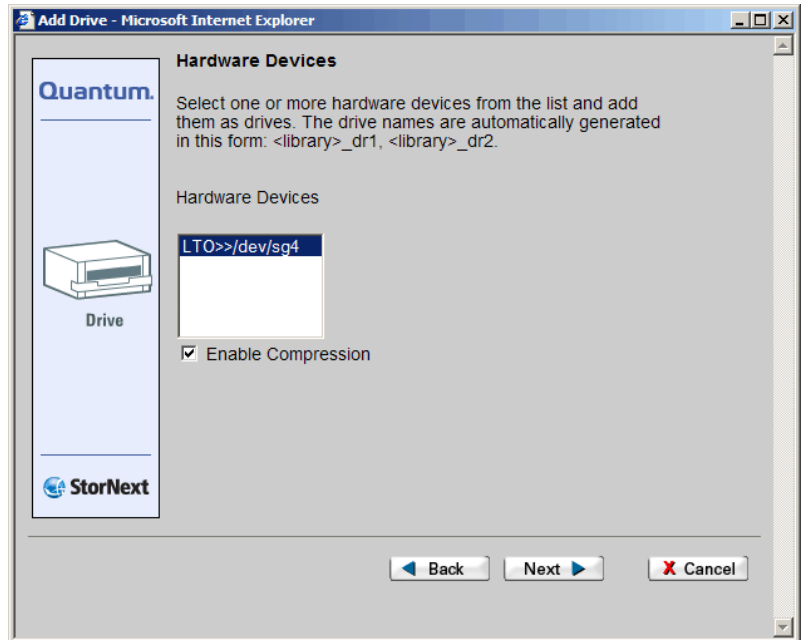 Add Drive - Microsoft Internet Explorer
Quantum.
Hardware Devices
Select one or more hardware devices from the list and add
them as drives. The drive names are automatically generated
in this form: <library>_dr1, <library>_dr2.
Hardware Devices
LTO>>/dev/sg4
Drive
Enable Compression
StorNext
Back
Next
X Cancel